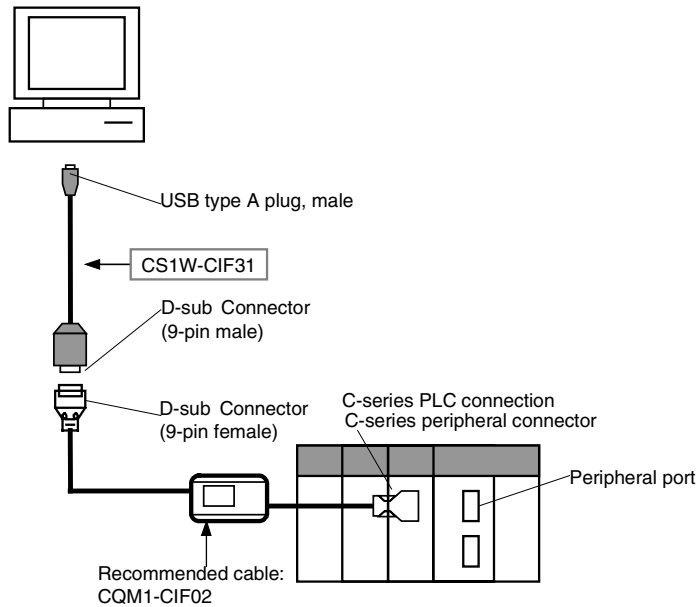 USB type A plug, male
CS1W-CIF31
D-sub Connector
(9-pin male)
D-sub Connector
(9-pin female)
C-series PLC connection
C-series peripheral connector
Peripheral port
Recommended cable:
CQM1-CIF02